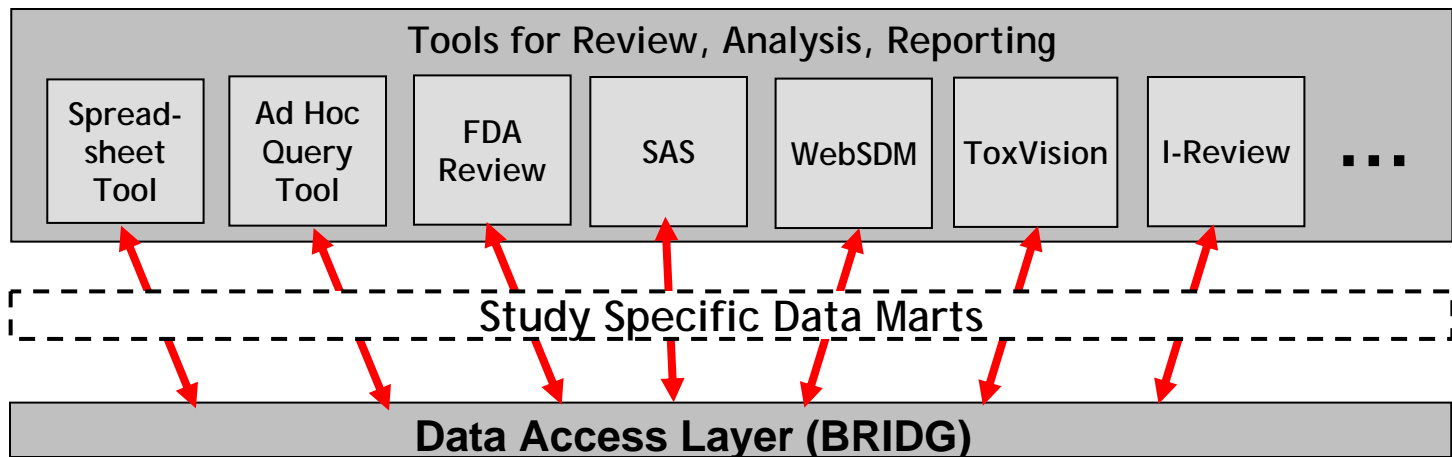 Tools for Review, Analysis, Reporting
Spread-
sheet
Tool
Ad Hoc
Query
Tool
FDA
Review
SAS
WebSDM
ToxVision
I-Review
...
Study Specific Data Marts
Data Access Layer (BRIDG)